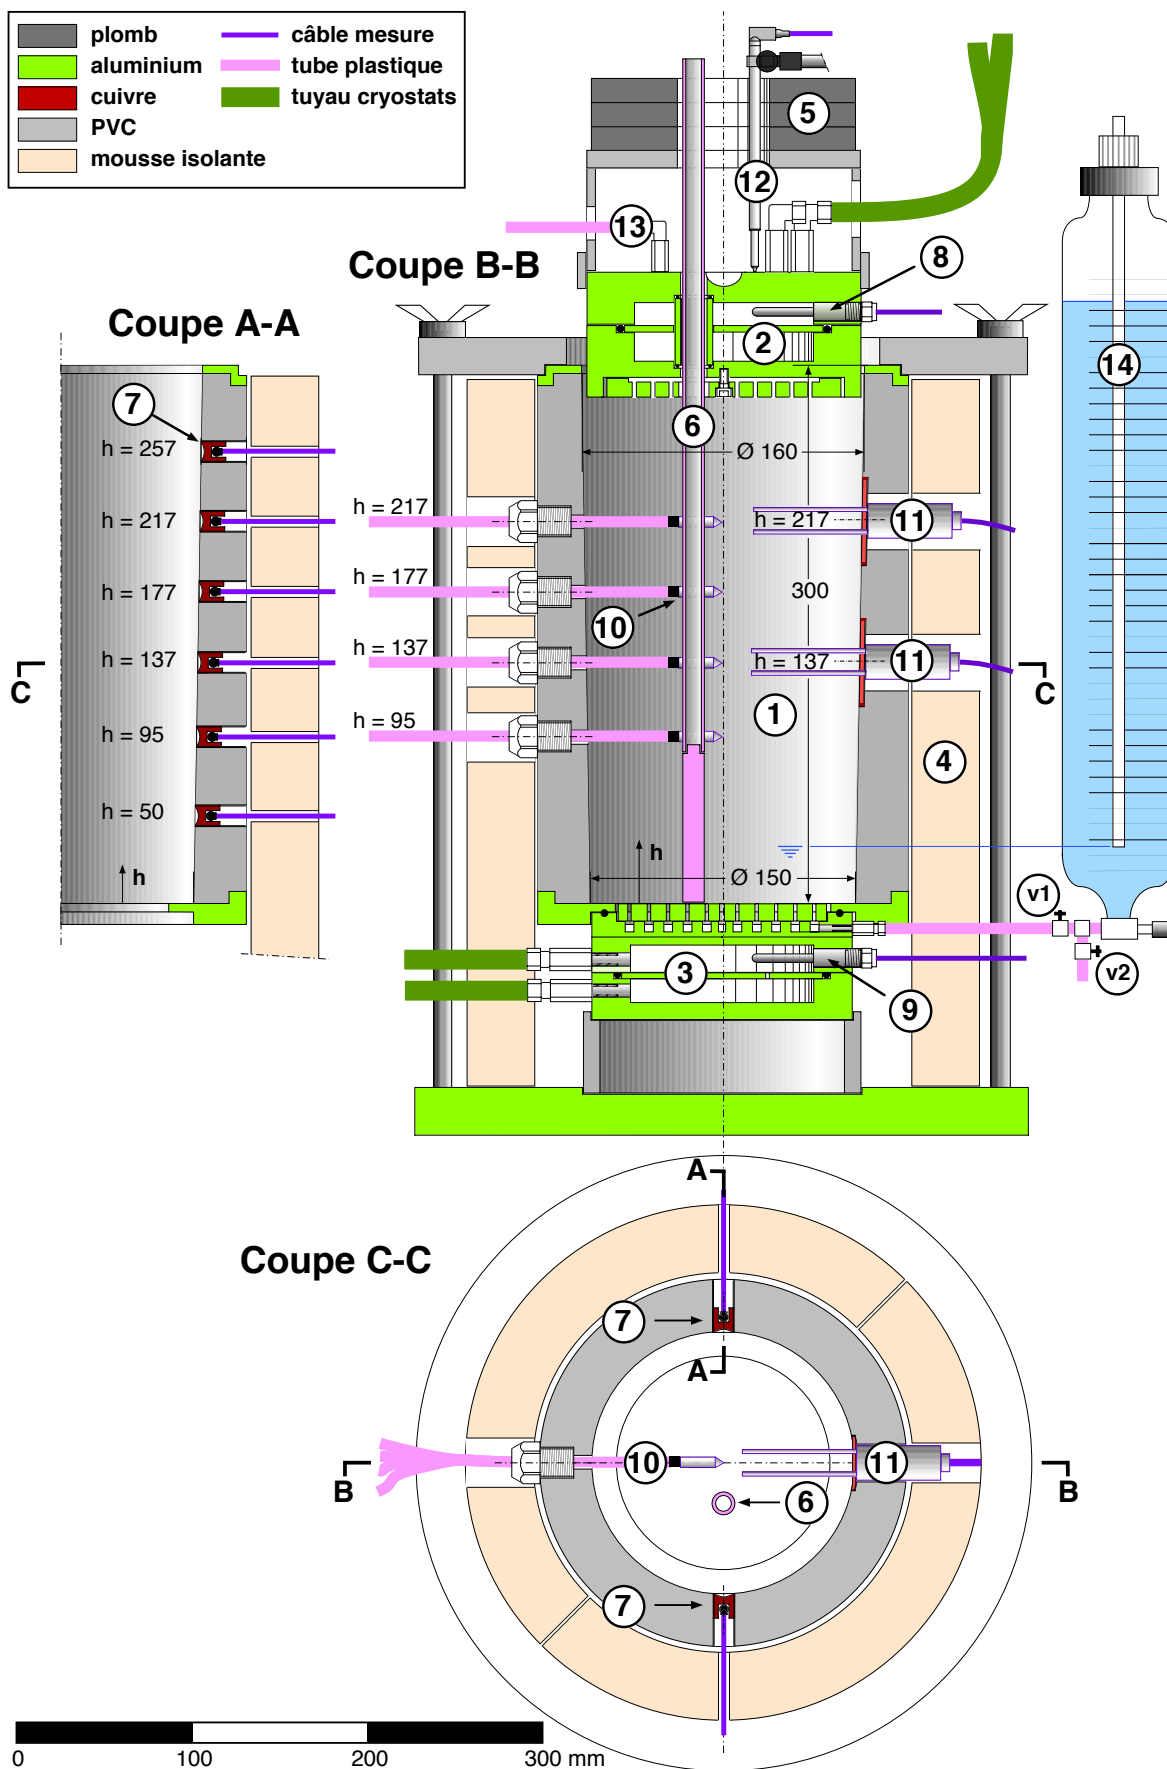 plomb
câble mesure
aluminium
tube plastique
cuivre
tuyau cryostats
PVC
mousse isolante
5
12
13
Coupe B-B
8
Coupe A-A
2
14
7
6
h = 257
Ø 160
h = 217
h = 217
h = 217
11
h = 177
h = 177
300
10
h = 137
h = 137
h = 137
11
C
C
1
h = 95
h = 95
4
h = 50
h
h
Ø 150
v1
3
v2
9
A
Coupe C-C
7
A
10
11
B
B
6
7
0
100
200
300 mm